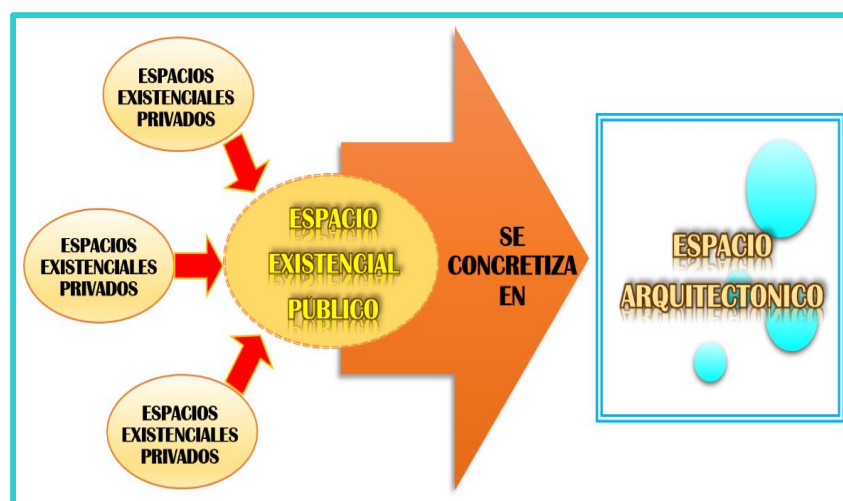 ESPACIOS
EXISTENCIALES
PRIVADOS
ESPACIOS
EXISTENCIALES
PRIVADOS
ESPACIOS
EXISTENCIALES
PRIVADOS
ESPACIO
EXISTENCIAL
PÚBLICO
SE
CONCRETIZA
EN
ESPACIO
ARQUITECTONICO